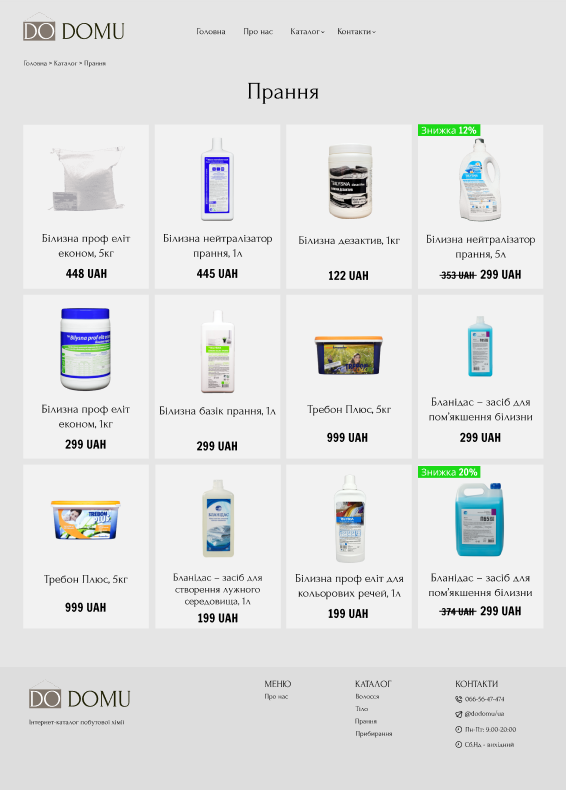 DO DOMU
Головна Про нас Каталог Контакти
Головна > Каталог > Прання
Прання
Білизна проф еліт
економ, 5кг
448 UAH
Білизна нейтралізатор
прання, 1л
445 UAH
Білизна дезактив, 1кг
122 UAH
Знижка 12%
Білизна нейтралізатор
прання, 5л
353 UAH 299 UAH
Білизна проф еліт
економ, 1кг
299 UAH
Білизна базік прання, 1л
299 UAH
Требон Плюс, 5кг
999 UAH
Бланідас – засіб для
пом'якшення білизни
299 UAH
Требон Плюс, 5кг
999 UAH
Бланідас – засіб для
створення лужного
середовища, 1л
199 UAH
Білизна проф еліт для
кольорових речей, 1л
199 UAH
Знижка 20%
Бланідас – засіб для
пом'якшення білизни
374 UAH 299 UAH
DO DOMU
Інтернет-каталог побутової хімії
МЕНЮ
Про нас
КАТАЛОГ
Волосся
Тіло
Прання
Прибирання
КОНТАКТИ
066-56-47-474
@dodomu/ua
Пн-Пт: 9.00-20:00
Сб,Нд - вихідний